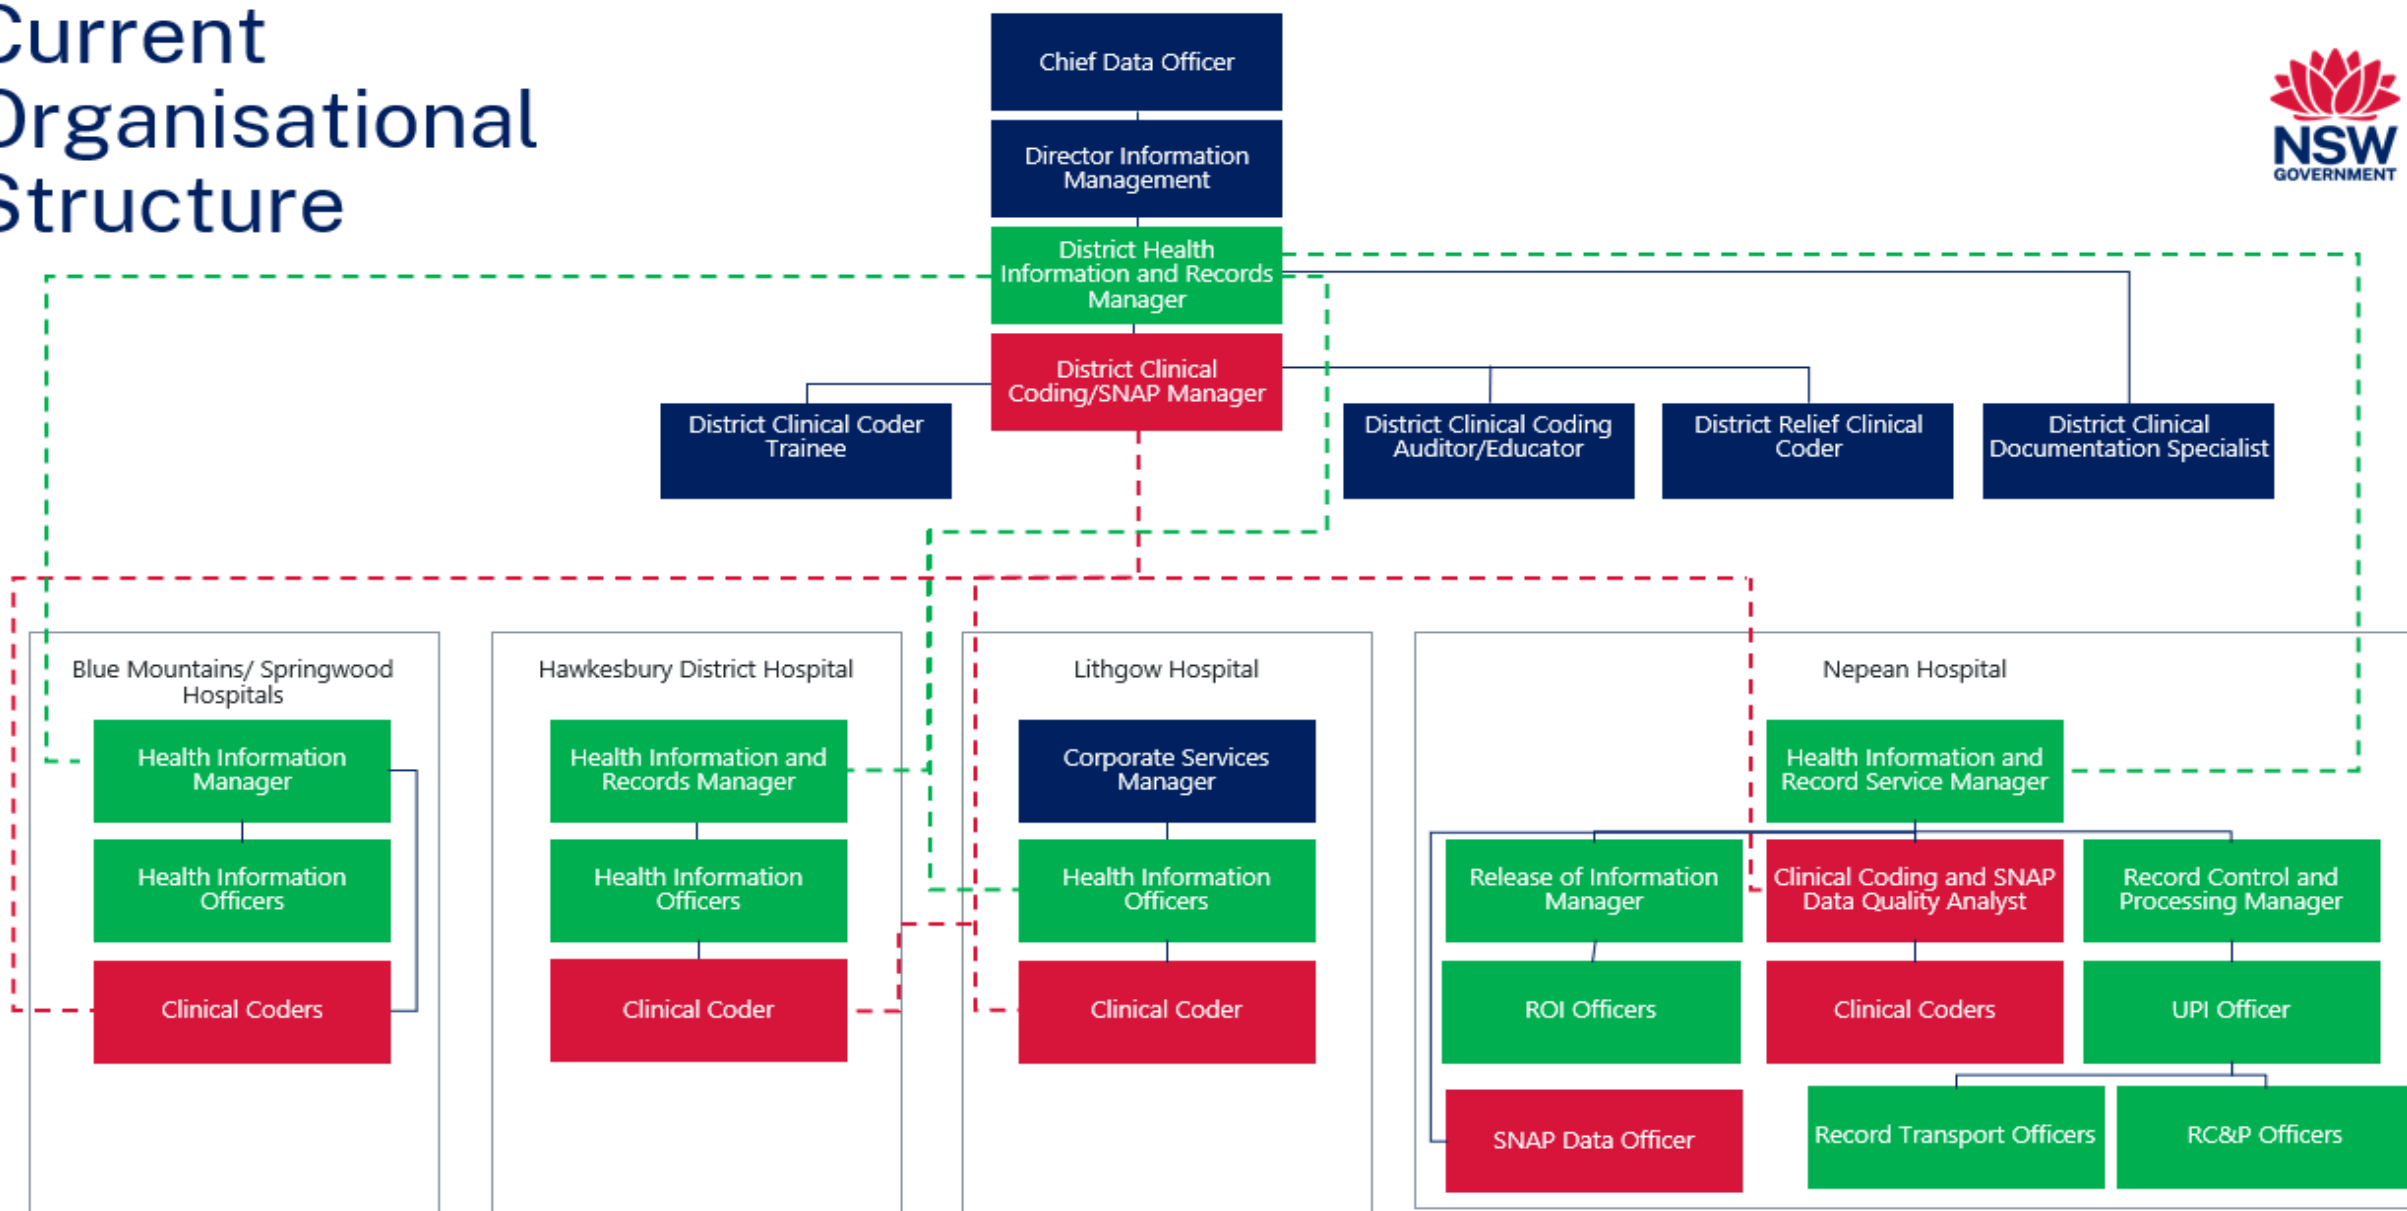 Current
Organisational
Structure
Chief Data Officer
NSW
GOVERNMENT
Director Information
Management
District Health
Information and Records
Manager
District Clinical
Coding/SNAP Manager
District Clinical Coder
Trainee
District Clinical Coding
Auditor/Educator
District Relief Clinical
Coder
District Clinical
Documentation Specialist
Blue Mountains/ Springwood
Hospitals
Health Information
Manager
Health Information
Officers
Clinical Coders
Hawkesbury District Hospital
Health Information and
Records Manager
Health Information
Officers
Clinical Coder
Lithgow Hospital
Corporate Services
Manager
Health Information
Officers
Clinical Coder
Nepean Hospital
Health Information and
Record Service Manager
Release of Information
Manager
Clinical Coding and SNAP
Data Quality Analyst
Record Control and
Processing Manager
ROI Officers
Clinical Coders
UPI Officer
SNAP Data Officer
Record Transport Officers
RC&P Officers